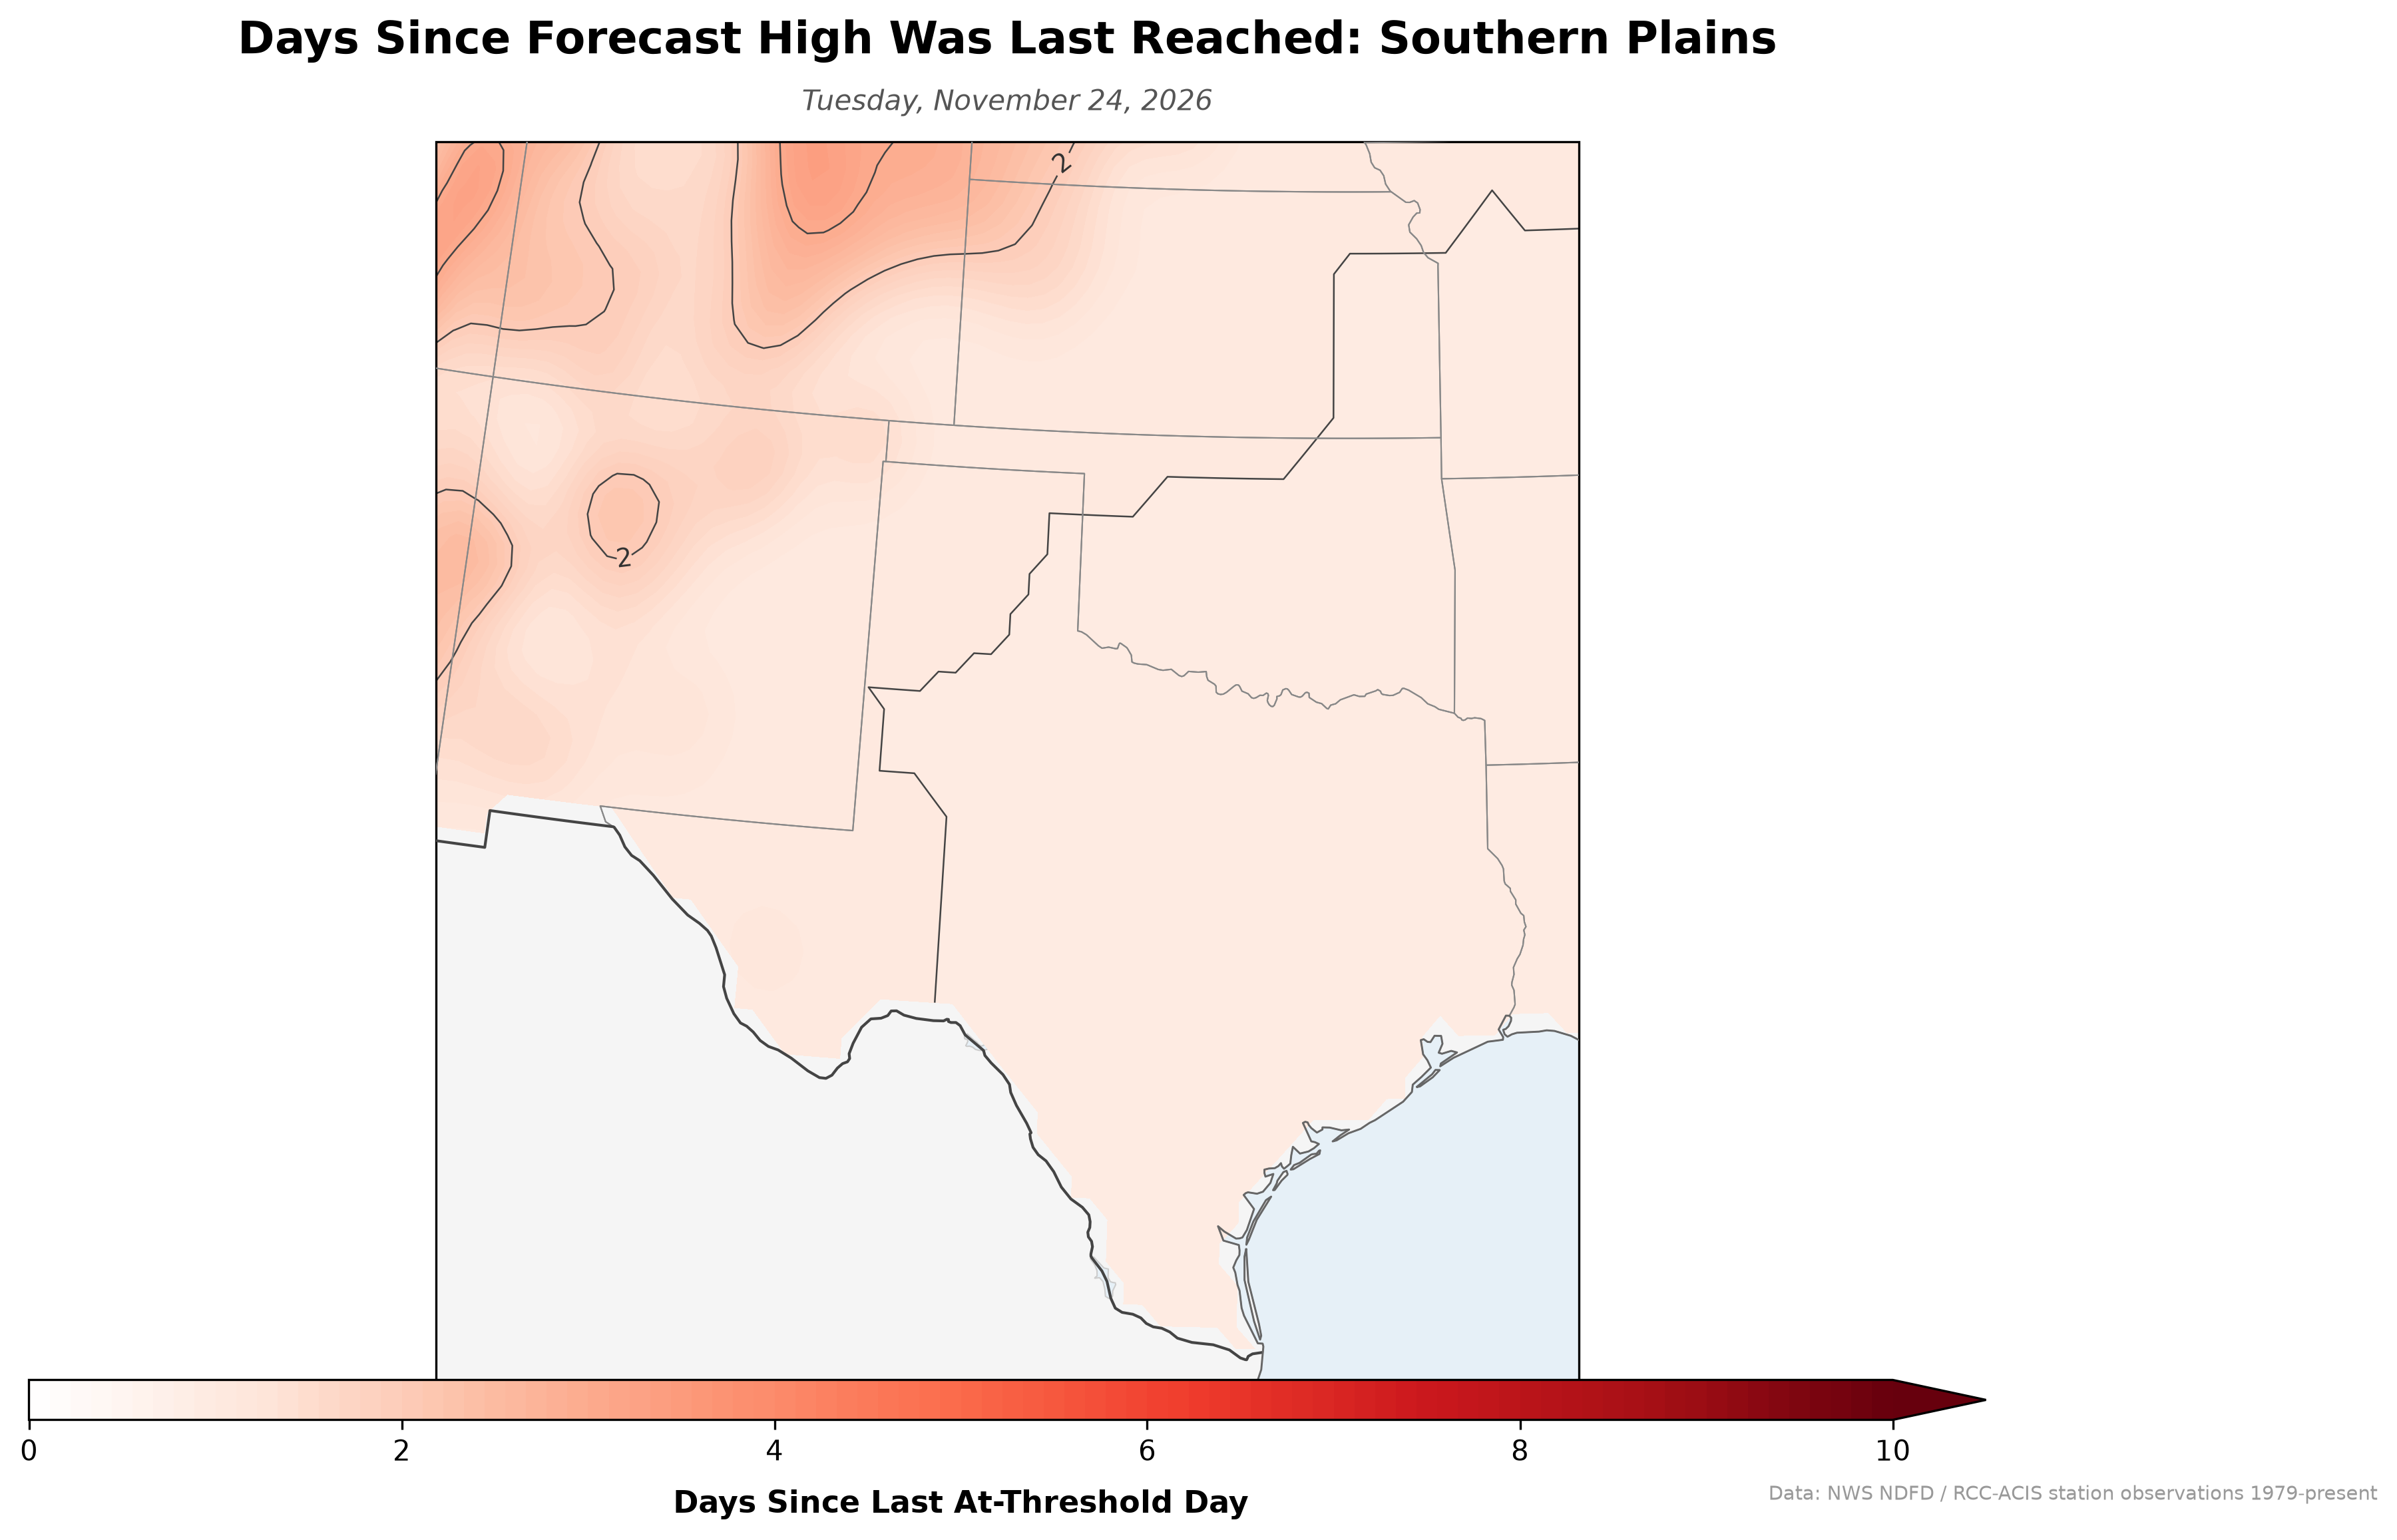 Days Since Forecast High Was Last Reached: Southern Plains
Tuesday, November 24, 2026
2
2
0 2 4 6 8 10
Days Since Last At-Threshold Day
Data: NWS NDFD / RCC-ACIS station observations 1979-present